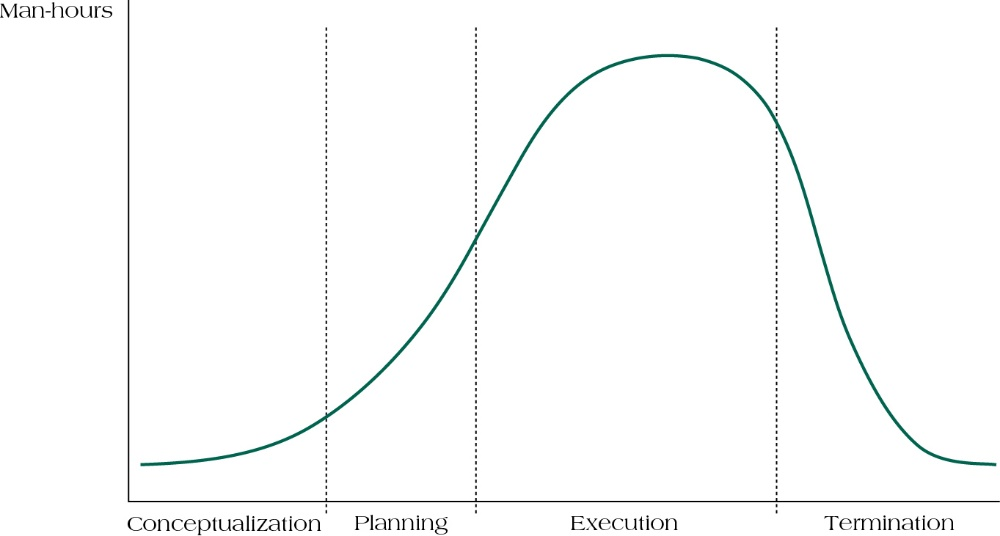 Man-hours
Conceptualization
Planning
Execution
Termination